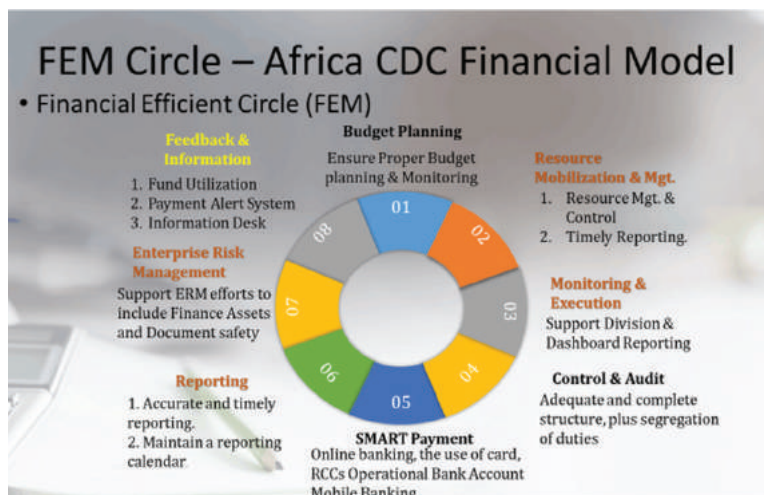 FEM Circle – Africa CDC Financial Model
• Financial Efficient Circle (FEM)
Budget Planning
Ensure Proper Budget
planning & Monitoring
Resource
Mobilization & Mgt.
1. Resource Mgt. &
Control
2. Timely Reporting.
Monitoring &
Execution
Support Division &
Dashboard Reporting
Control & Audit
Adequate and complete
structure, plus segregation
of duties
SMART Payment
Online banking, the use of card,
RCCs Operational Bank Account
Mobile Banking
Reporting
1. Accurate and timely
reporting.
2. Maintain a reporting
calendar
Enterprise Risk
Management
Support ERM efforts to
include Finance Assets
and Document safety
Feedback &
Information
1. Fund Utilization
2. Payment Alert System
3. Information Desk
01
02
03
04
05
06
07
08